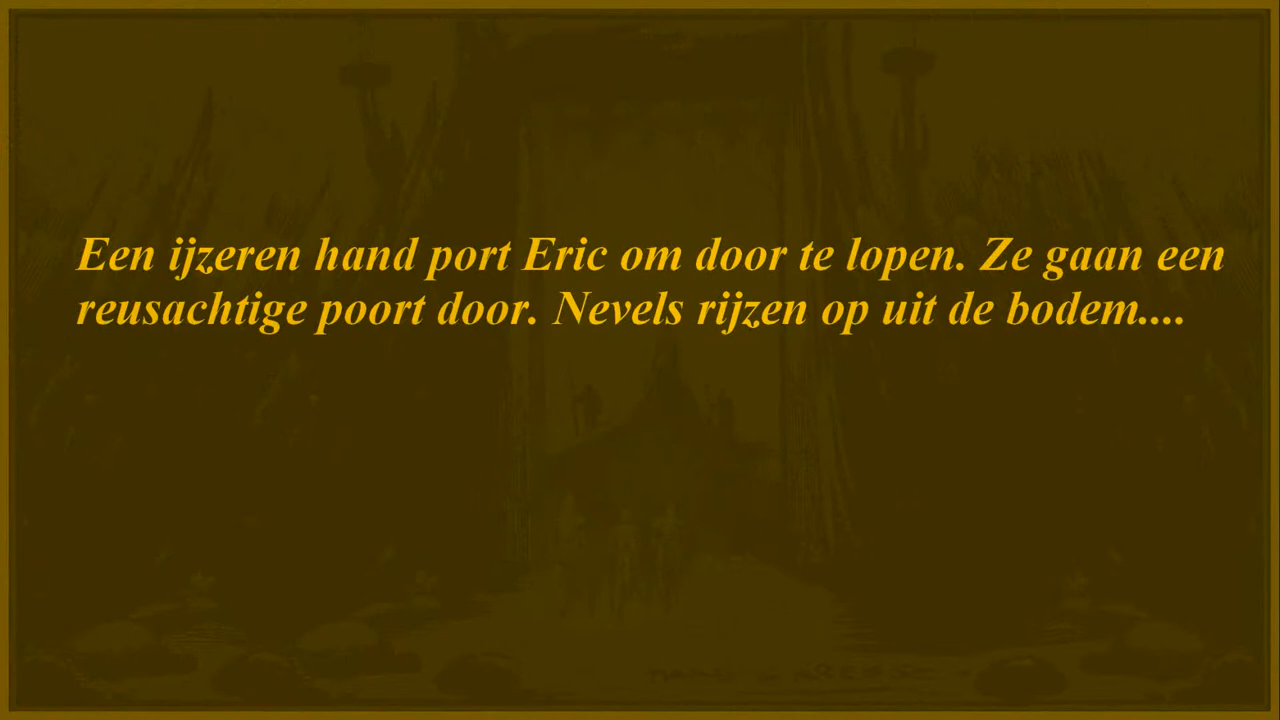 Een ijzeren hand port Eric om door te lopen. Ze gaan een
reusachtige poort door. Nevels rijzen op uit de bodem....